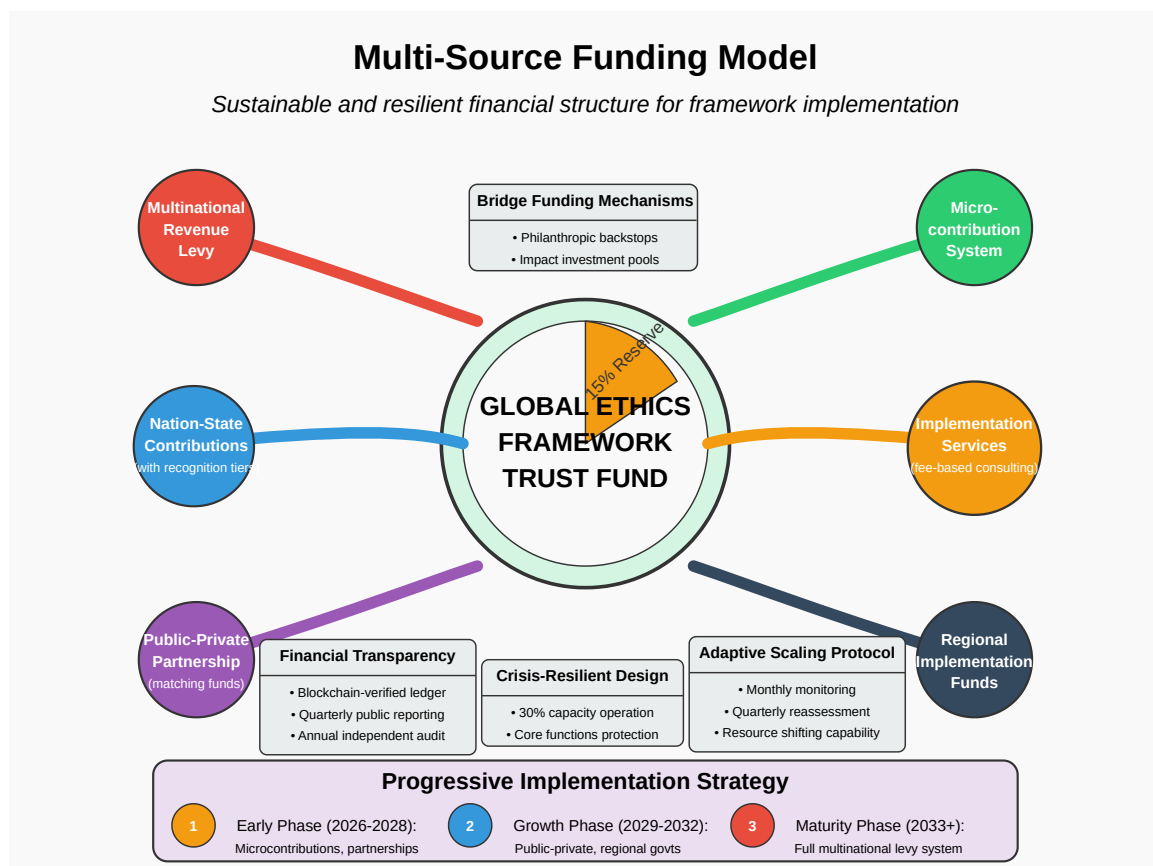 Multi-Source Funding Model
Sustainable and resilient financial structure for framework implementation
Multinational
Revenue
Levy
Bridge Funding Mechanisms
• Philanthropic backstops
• Impact investment pools
Micro-
contribution
System
15% Reserve
GLOBAL ETHICS
FRAMEWORK
TRUST FUND
Nation-State
Contributions
(with recognition tiers
Implementation
Services
(fee-based consulting)
Public-Private
Partnership
(matching funds)
Financial Transparency
• Blockchain-verified ledger
• Quarterly public reporting
• Annual independent audit
Crisis-Resilient Design
• 30% capacity operation
• Core functions protection
Adaptive Scaling Protocol
• Monthly monitoring
• Quarterly reassessment
• Resource shifting capability
Regional
Implementation
Funds
Progressive Implementation Strategy
1 Early Phase (2026-2028):
Microcontributions, partnerships
2 Growth Phase (2029-2032):
Public-private, regional govts
3 Maturity Phase (2033+):
Full multinational levy system